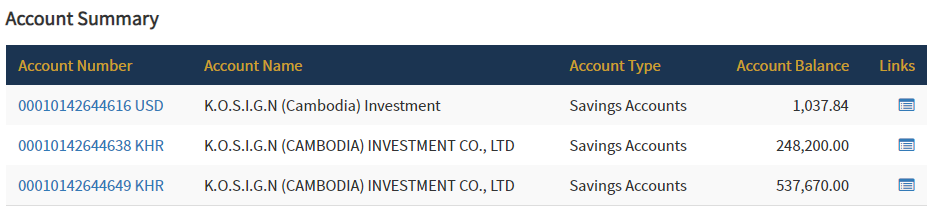 Account Summary
Account Number Account Name Account Type Account Balance Links
00010142644616 USD K.O.S.I.G.N (Cambodia) Investment Savings Accounts 1,037.84
00010142644638 KHR K.O.S.I.G.N (CAMBODIA) INVESTMENT CO., LTD Savings Accounts 248,200.00
00010142644649 KHR K.O.S.I.G.N (CAMBODIA) INVESTMENT CO., LTD Savings Accounts 537,670.00